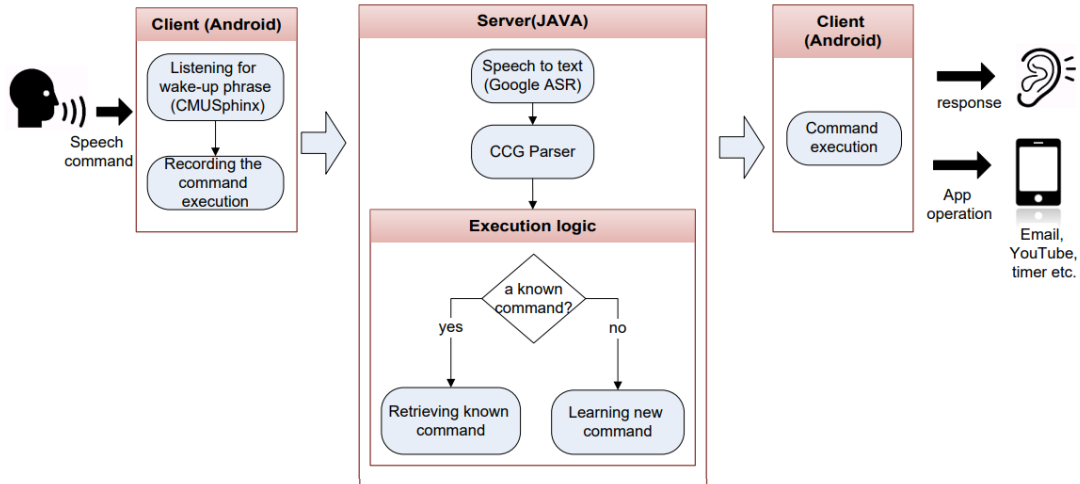 Speech
command
Client (Android)
Listening for
wake-up phrase
(CMUSphinx)
Recording the
command
execution
Server(JAVA)
Speech to text
(Google ASR)
CCG Parser
Execution logic
a known
command?
yes
no
Retrieving known
command
Learning new
command
Client
(Android)
Command
execution
response
App
operation
Email,
YouTube,
timer etc.